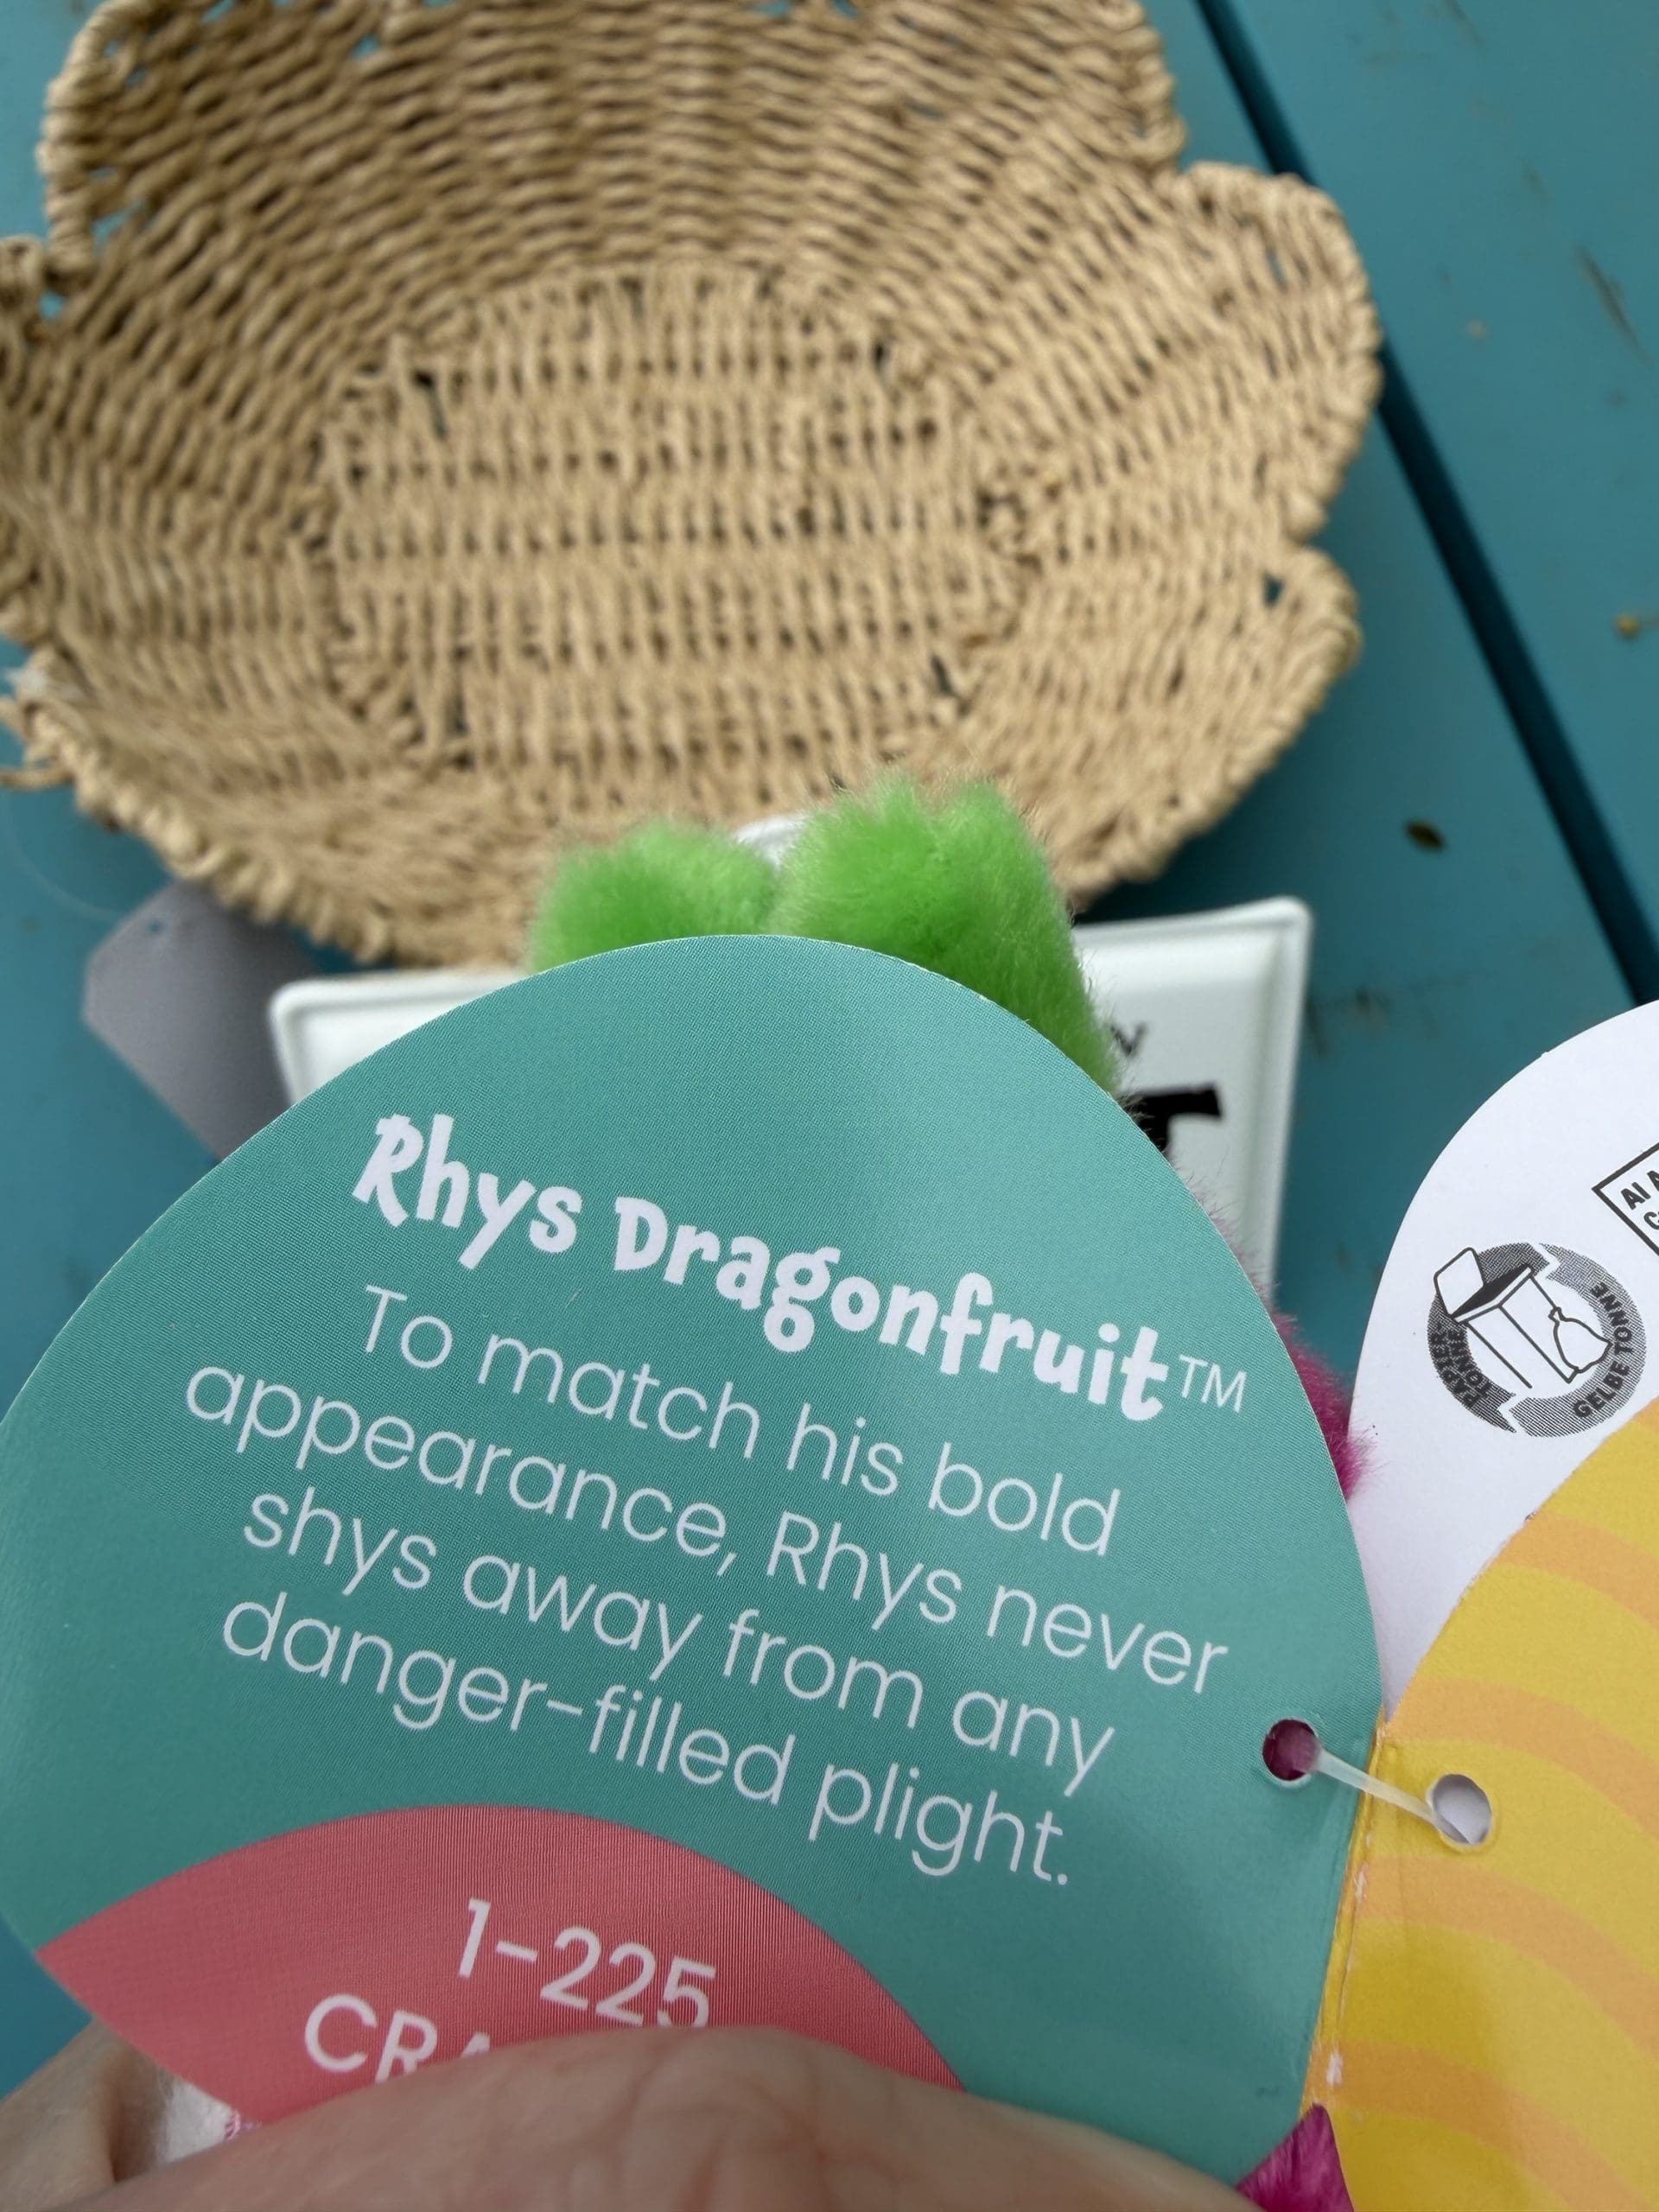 Rhys Dragonfruit™
To match his bold
appearance, Rhys never
shys away from any
danger-filled plight.
1-225
PAPIER-
TONNE
GELBE TONNE